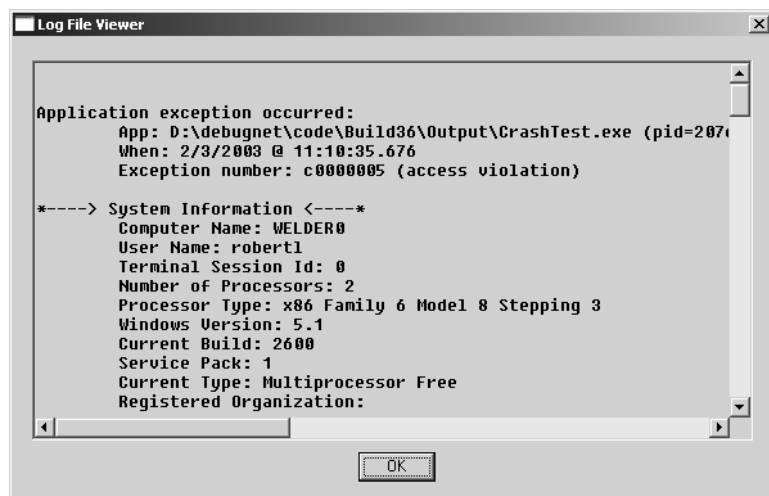 Log File Viewer
Application exception occurred:
App: D:\debugnet\code\Build36\Output\CrashTest.exe (pid=207
When: 2/3/2003 @ 11:10:35.676
Exception number: c0000005 (access violation)
*----> System Information <----*
Computer Name: WELDER0
User Name: robertl
Terminal Session Id: 0
Number of Processors: 2
Processor Type: x86 Family 6 Model 8 Stepping 3
Windows Version: 5.1
Current Build: 2600
Service Pack: 1
Current Type: Multiprocessor Free
Registered Organization:
OK